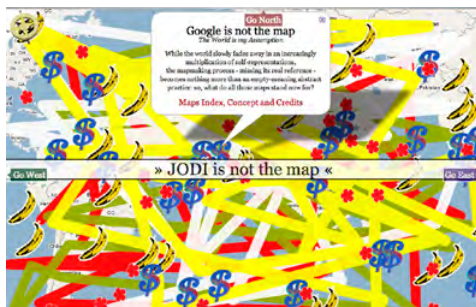 Go North
Google is not the map
The World is my Assumption
While the world slowly fades away in an increasingly
multiplication of self-representations,
the mapmaking process - missing its real reference -
becomes nothing more than an empty-meaning abstract
practice: so, what do all those maps stand now for?
Maps Index, Concept and Credits
Pakistan
Go West
» JODI is not the map «
Go East